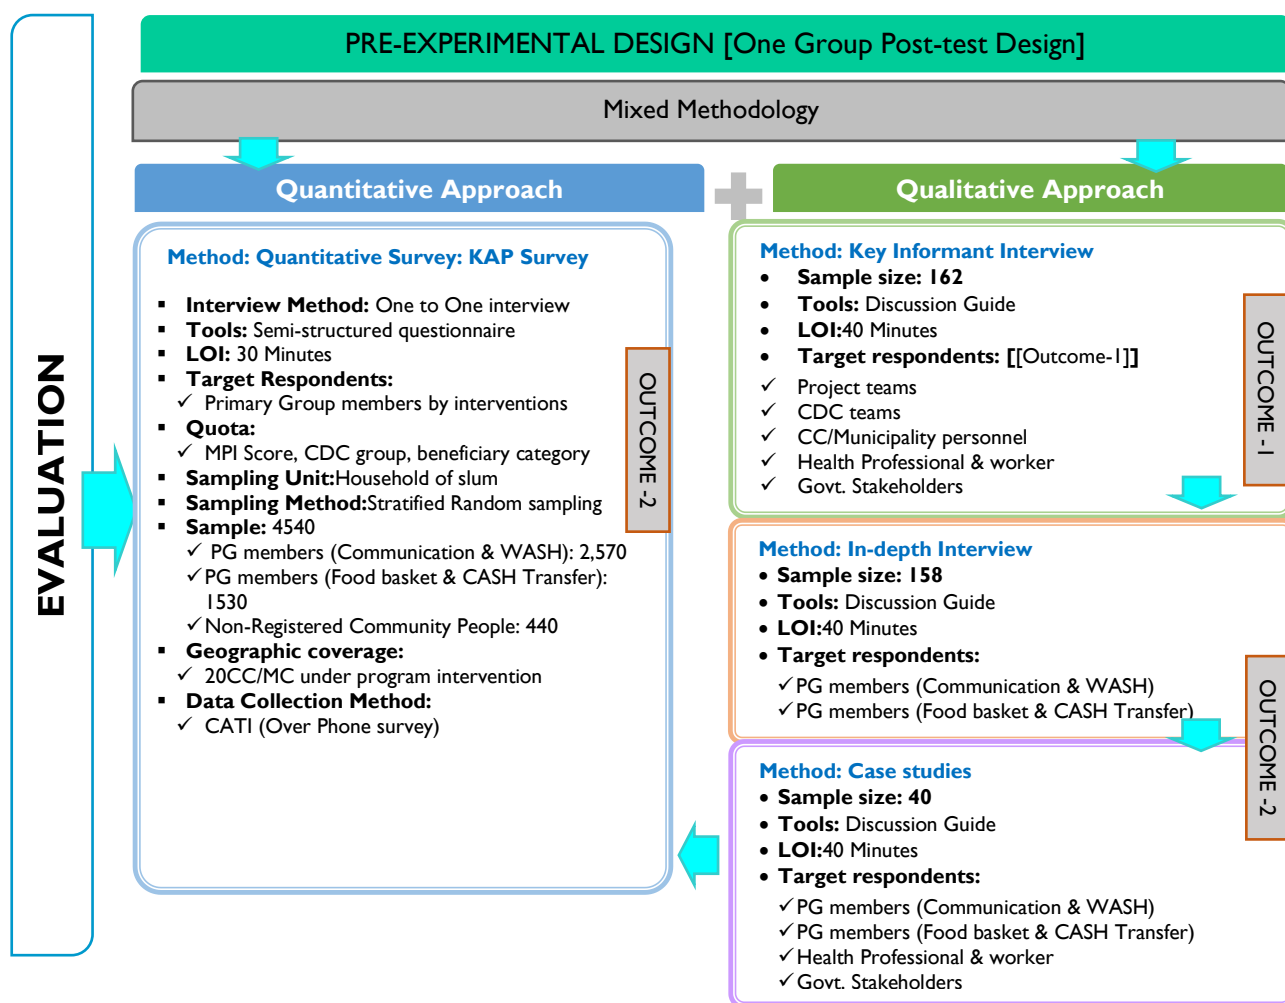 EVALUATION
PRE-EXPERIMENTAL DESIGN [One Group Post-test Design]
Mixed Methodology
Quantitative Approach
Method: Quantitative Survey: KAP Survey
▪ Interview Method: One to One interview
▪ Tools: Semi-structured questionnaire
▪ LOI: 30 Minutes
▪ Target Respondents:
✓ Primary Group members by interventions
▪ Quota:
✓ MPI Score, CDC group, beneficiary category
▪ Sampling Unit:Household of slum
▪ Sampling Method:Stratified Random sampling
▪ Sample: 4540
✓ PG members (Communication & WASH): 2,570
✓PG members (Food basket & CASH Transfer):
1530
✓Non-Registered Community People: 440
▪ Geographic coverage:
✓ 20CC/MC under program intervention
▪ Data Collection Method:
✓ CATI (Over Phone survey)
OUTCOME -2
Qualitative Approach
Method: Key Informant Interview
• Sample size: 162
• Tools: Discussion Guide
• LOI:40 Minutes
• Target respondents: [[Outcome-1]]
✓ Project teams
✓ CDC teams
✓ CC/Municipality personnel
✓ Health Professional & worker
✓ Govt. Stakeholders
OUTCOME -1
Method: In-depth Interview
• Sample size: 158
• Tools: Discussion Guide
• LOI:40 Minutes
• Target respondents:
✓PG members (Communication & WASH)
✓PG members (Food basket & CASH Transfer)
OUTCOME -2
Method: Case studies
• Sample size: 40
• Tools: Discussion Guide
• LOI:40 Minutes
• Target respondents:
✓PG members (Communication & WASH)
✓PG members (Food basket & CASH Transfer)
✓Health Professional & worker
✓Govt. Stakeholders